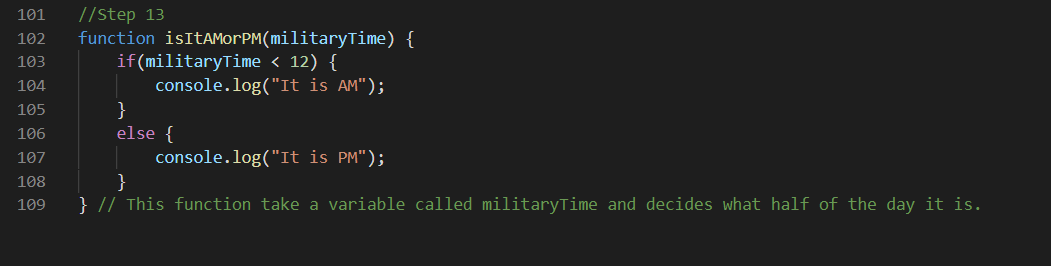 101 //Step 13
102 function isItAMorPM(militaryTime) {
103 if(militaryTime < 12) {
104 console.log("It is AM");
105 }
106 else {
107 console.log("It is PM");
108 }
109 } // This function take a variable called militaryTime and decides what half of the day it is.